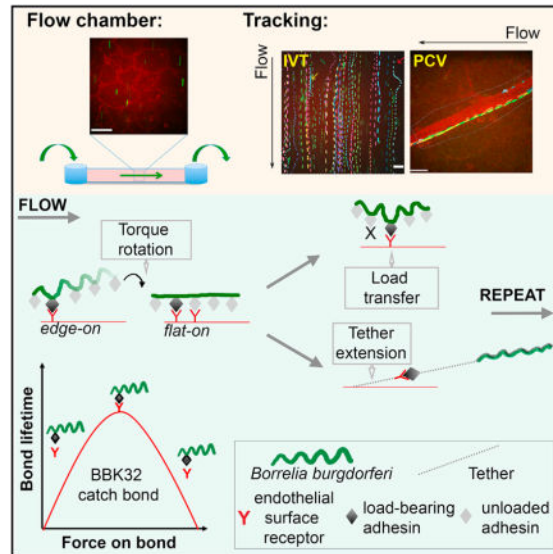 Flow chamber:
Tracking:
Flow
Flow
IVT
PCV
FLOW
Torque
rotation
edge-on
flat-on
X
Load
transfer
REPEAT
Tether
extension
Bond lifetime
BBK32
catch bond
Force on bond
Borrelia burgdorferi
Tether
endothelial
surface
receptor
load-bearing
adhesin
unloaded
adhesin